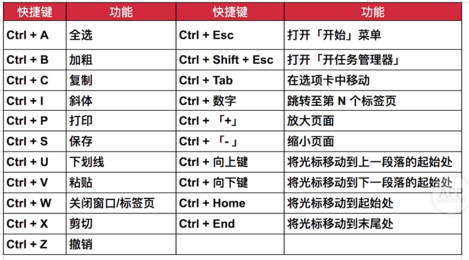 快捷键 功能 快捷键 功能
Ctrl + A 全选 Ctrl + Esc 打开「开始」菜单
Ctrl + B 加粗 Ctrl + Shift + Esc 打开「开任务管理器」
Ctrl + C 复制 Ctrl + Tab 在选项卡中移动
Ctrl + I 斜体 Ctrl + 数字 跳转至第 N 个标签页
Ctrl + P 打印 Ctrl + 「+」 放大页面
Ctrl + S 保存 Ctrl + 「- 」 缩小页面
Ctrl + U 下划线 Ctrl + 向上键 将光标移动到上一段落的起始处
Ctrl + V 粘贴 Ctrl + 向下键 将光标移动到下一段落的起始处
Ctrl + W 关闭窗口/标签页 Ctrl + Home 将光标移动到起始处
Ctrl + X 剪切 Ctrl + End 将光标移动到末尾处
Ctrl + Z 撤销